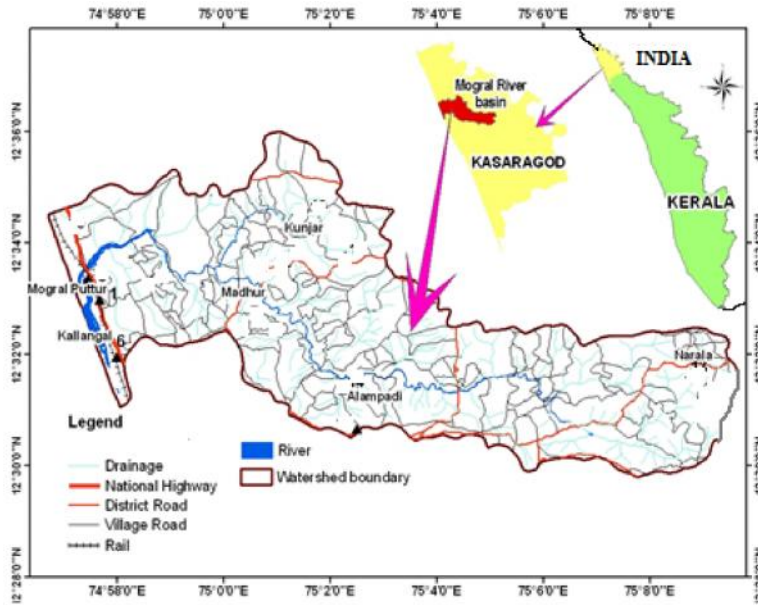 74°58'0"E 75°0'0"E 75°2'0"E 75°4'0"E 75°6'0"E 75°8'0"E
INDIA
Mogral River
basin
KASARAGOD
KERALA
12°36'0"N
12°34'0"N
12°32'0"N
12°30'0"N
12°28'0"N
Kunjar
Mogral Puttur
1
Madhur
Kallangal
6
Narala
Alampadi
Legend
Drainage
National Highway
District Road
Village Road
Rail
River
Watershed boundary
74°58'0"E 75°0'0"E 75°2'0"E 75°4'0"E 75°6'0"E 75°8'0"E